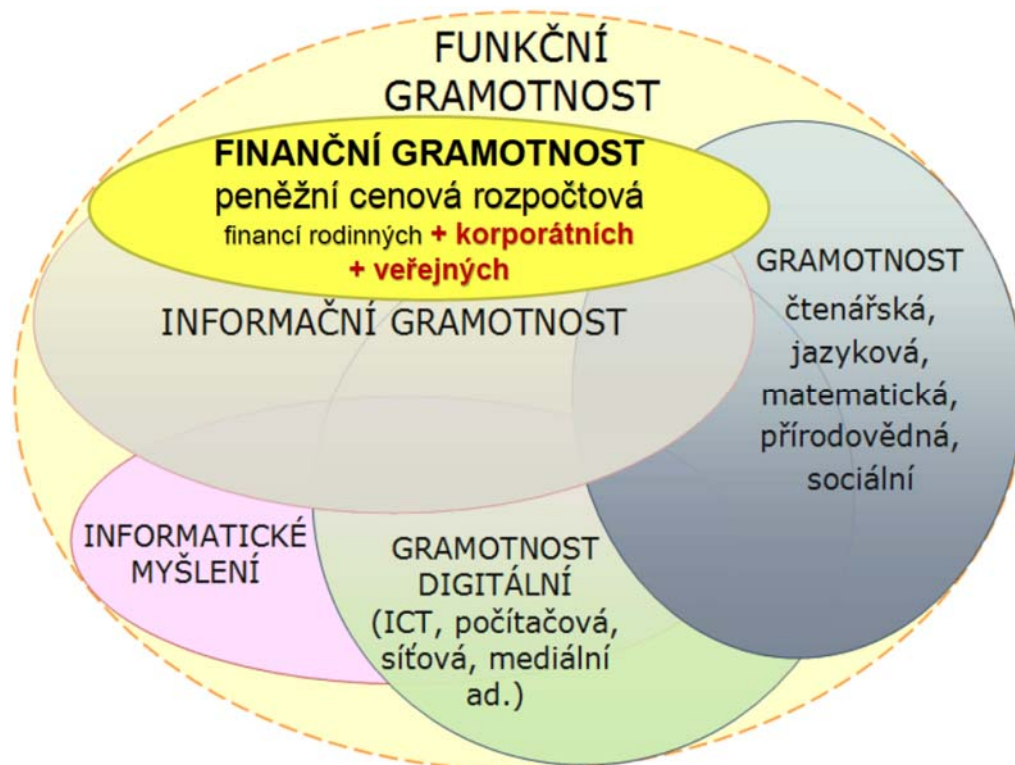 FUNKČNÍ
GRAMOTNOST
FINANČNÍ GRAMOTNOST
peněžní cenová rozpočtová
financí rodinných + korporátních
+ veřejných
INFORMAČNÍ GRAMOTNOST
GRAMOTNOST
čtenářská,
jazyková,
matematická,
přírodovědná,
sociální
INFORMATICKÉ
MYŠLENÍ
GRAMOTNOST
DIGITÁLNÍ
(ICT, počítačová,
síťová, mediální
ad.)